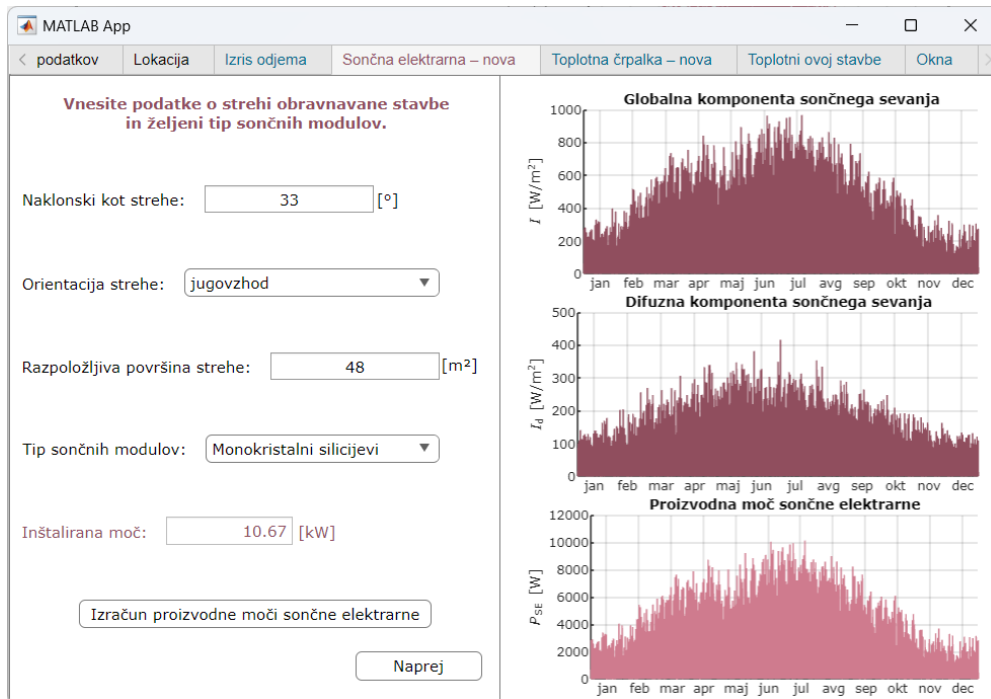 MATLAB App
podatkov Lokacija Izris odjema Sončna elektrarna – nova Toplotna črpalka – nova Toplotni ovoj stavbe Okna
Vnesite podatke o strehi obravnavane stavbe
in željeni tip sončnih modulov.
Naklonski kot strehe: 33 [º]
Orientacija strehe: jugovzhod
Razpoložljiva površina strehe: 48 [m²]
Tip sončnih modulov: Monokristalni silicijevi
Inštalirana moč: 10.67 [kW]
Izračun proizvodne moči sončne elektrarne
Naprej
Globalna komponenta sončnega sevanja
I [W/m²]
1000
800
600
400
200
0
jan feb mar apr maj jun jul avg sep okt nov dec
Difuzna komponenta sončnega sevanja
I_d [W/m²]
500
400
300
200
100
0
jan feb mar apr maj jun jul avg sep okt nov dec
Proizvodna moč sončne elektrarne
P_SE [W]
12000
10000
8000
6000
4000
2000
0
jan feb mar apr maj jun jul avg sep okt nov dec